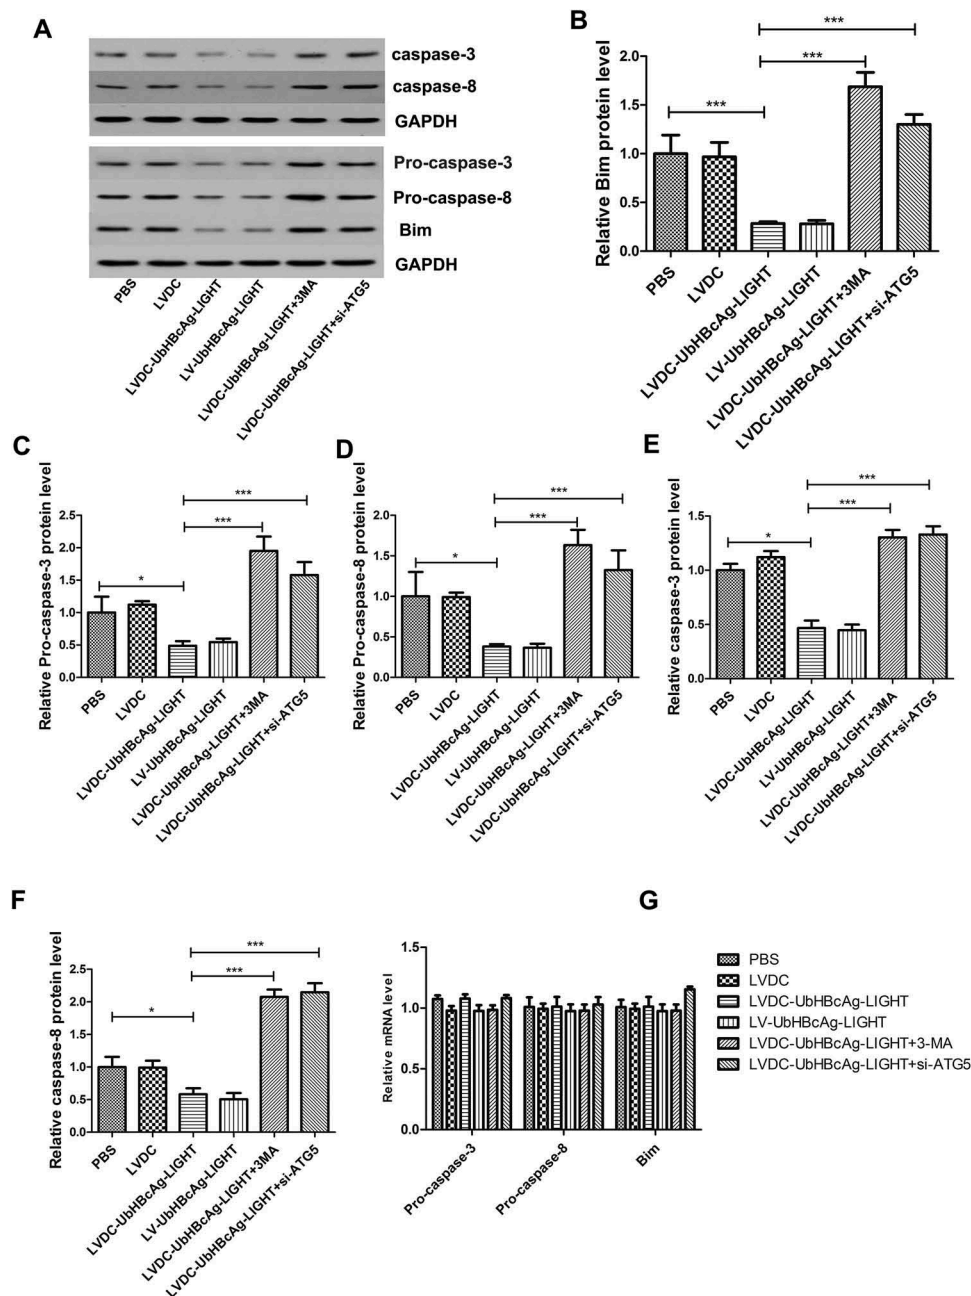 A
caspase-3
caspase-8
GAPDH
Pro-caspase-3
Pro-caspase-8
Bim
GAPDH
PBS
LVDC
LVDC-UbHBcAg-LIGHT
LV-UbHBcAg-LIGHT
LVDC-UbHBcAg-LIGHT+3MA
LVDC-UbHBcAg-LIGHT+si-ATG5
B
Relative Bim protein level
2.0
1.5
1.0
0.5
0.0
***
***
***
PBS
LVDC
LVDC-UbHBcAg-LIGHT
LV-UbHBcAg-LIGHT
LVDC-UbHBcAg-LIGHT+3MA
LVDC-UbHBcAg-LIGHT+si-ATG5
C
Relative Pro-caspase-3 protein level
2.5
2.0
1.5
1.0
0.5
0.0
***
***
*
PBS
LVDC
LVDC-UbHBcAg-LIGHT
LV-UbHBcAg-LIGHT
LVDC-UbHBcAg-LIGHT+3MA
LVDC-UbHBcAg-LIGHT+si-ATG5
D
Relative Pro-caspase-8 protein level
2.0
1.5
1.0
0.5
0.0
***
***
*
PBS
LVDC
LVDC-UbHBcAg-LIGHT
LV-UbHBcAg-LIGHT
LVDC-UbHBcAg-LIGHT+3MA
LVDC-UbHBcAg-LIGHT+si-ATG5
E
Relative caspase-3 protein level
1.5
1.0
0.5
0.0
***
***
*
PBS
LVDC
LVDC-UbHBcAg-LIGHT
LV-UbHBcAg-LIGHT
LVDC-UbHBcAg-LIGHT+3MA
LVDC-UbHBcAg-LIGHT+si-ATG5
F
Relative caspase-8 protein level
2.5
2.0
1.5
1.0
0.5
0.0
***
***
*
PBS
LVDC
LVDC-UbHBcAg-LIGHT
LV-UbHBcAg-LIGHT
LVDC-UbHBcAg-LIGHT+3MA
LVDC-UbHBcAg-LIGHT+si-ATG5
G
Relative mRNA level
1.5
1.0
0.5
0.0
Pro-caspase-3
Pro-caspase-8
Bim
PBS
LVDC
LVDC-UbHBcAg-LIGHT
LV-UbHBcAg-LIGHT
LVDC-UbHBcAg-LIGHT+3-MA
LVDC-UbHBcAg-LIGHT+si-ATG5